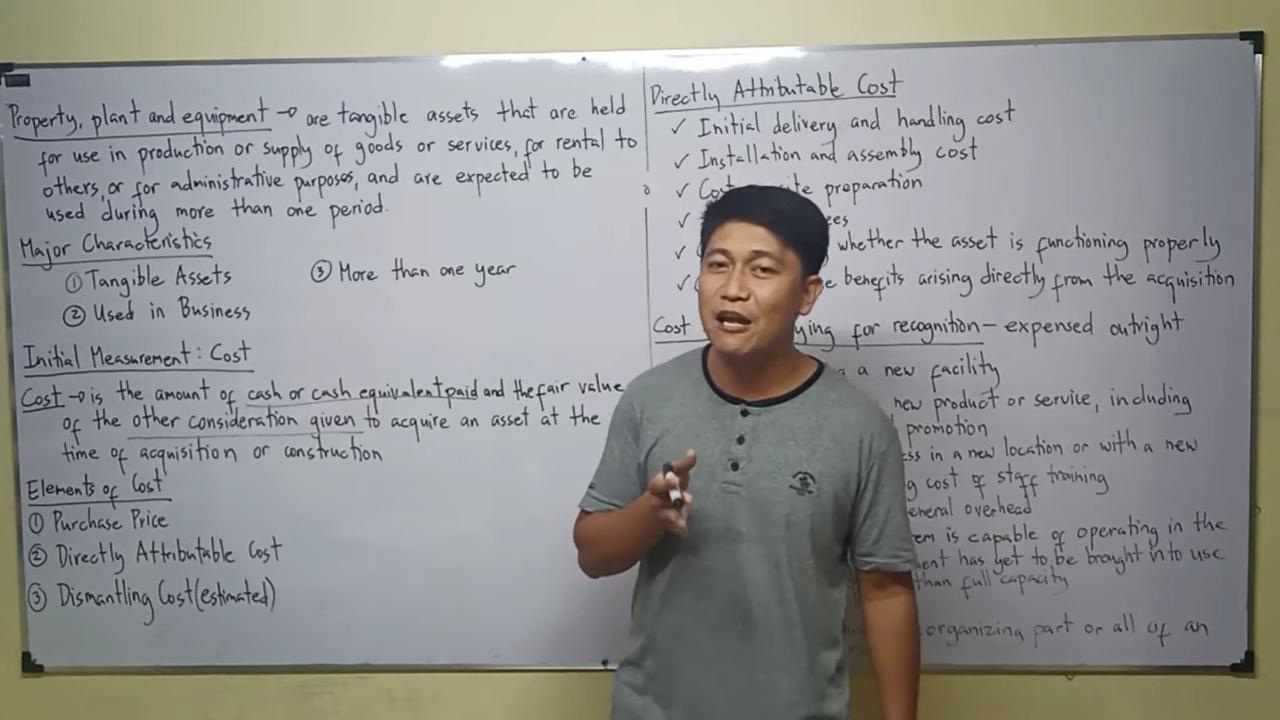 Property, plant and equipment → are tangible assets that are held
for use in production or supply of goods or services, for rental to
others, or for administrative purposes, and are expected to be
used during more than one period.
Major Characteristics
① Tangible Assets
③ More than one year
② Used in Business
Initial Measurement: Cost
Cost → is the amount of cash or cash equivalent paid and the fair value
of the other consideration given to acquire an asset at the
time of acquisition or construction
Elements of Cost
① Purchase Price
② Directly Attributable Cost
③ Dismantling Cost (estimated)
Directly Attributable Cost
✓ Initial delivery and handling cost
✓ Installation and assembly cost
✓ preparation
✓
✓ whether the asset is functioning properly
✓ benefits arising directly from the acquisition
Cost for recognition - expensed outright
a new facility
new product or service, including
promotion
in a new location or with a new
cost of staff training
overhead
is capable of operating in the
has yet to be brought into use
than full capacity
organizing part or all of an